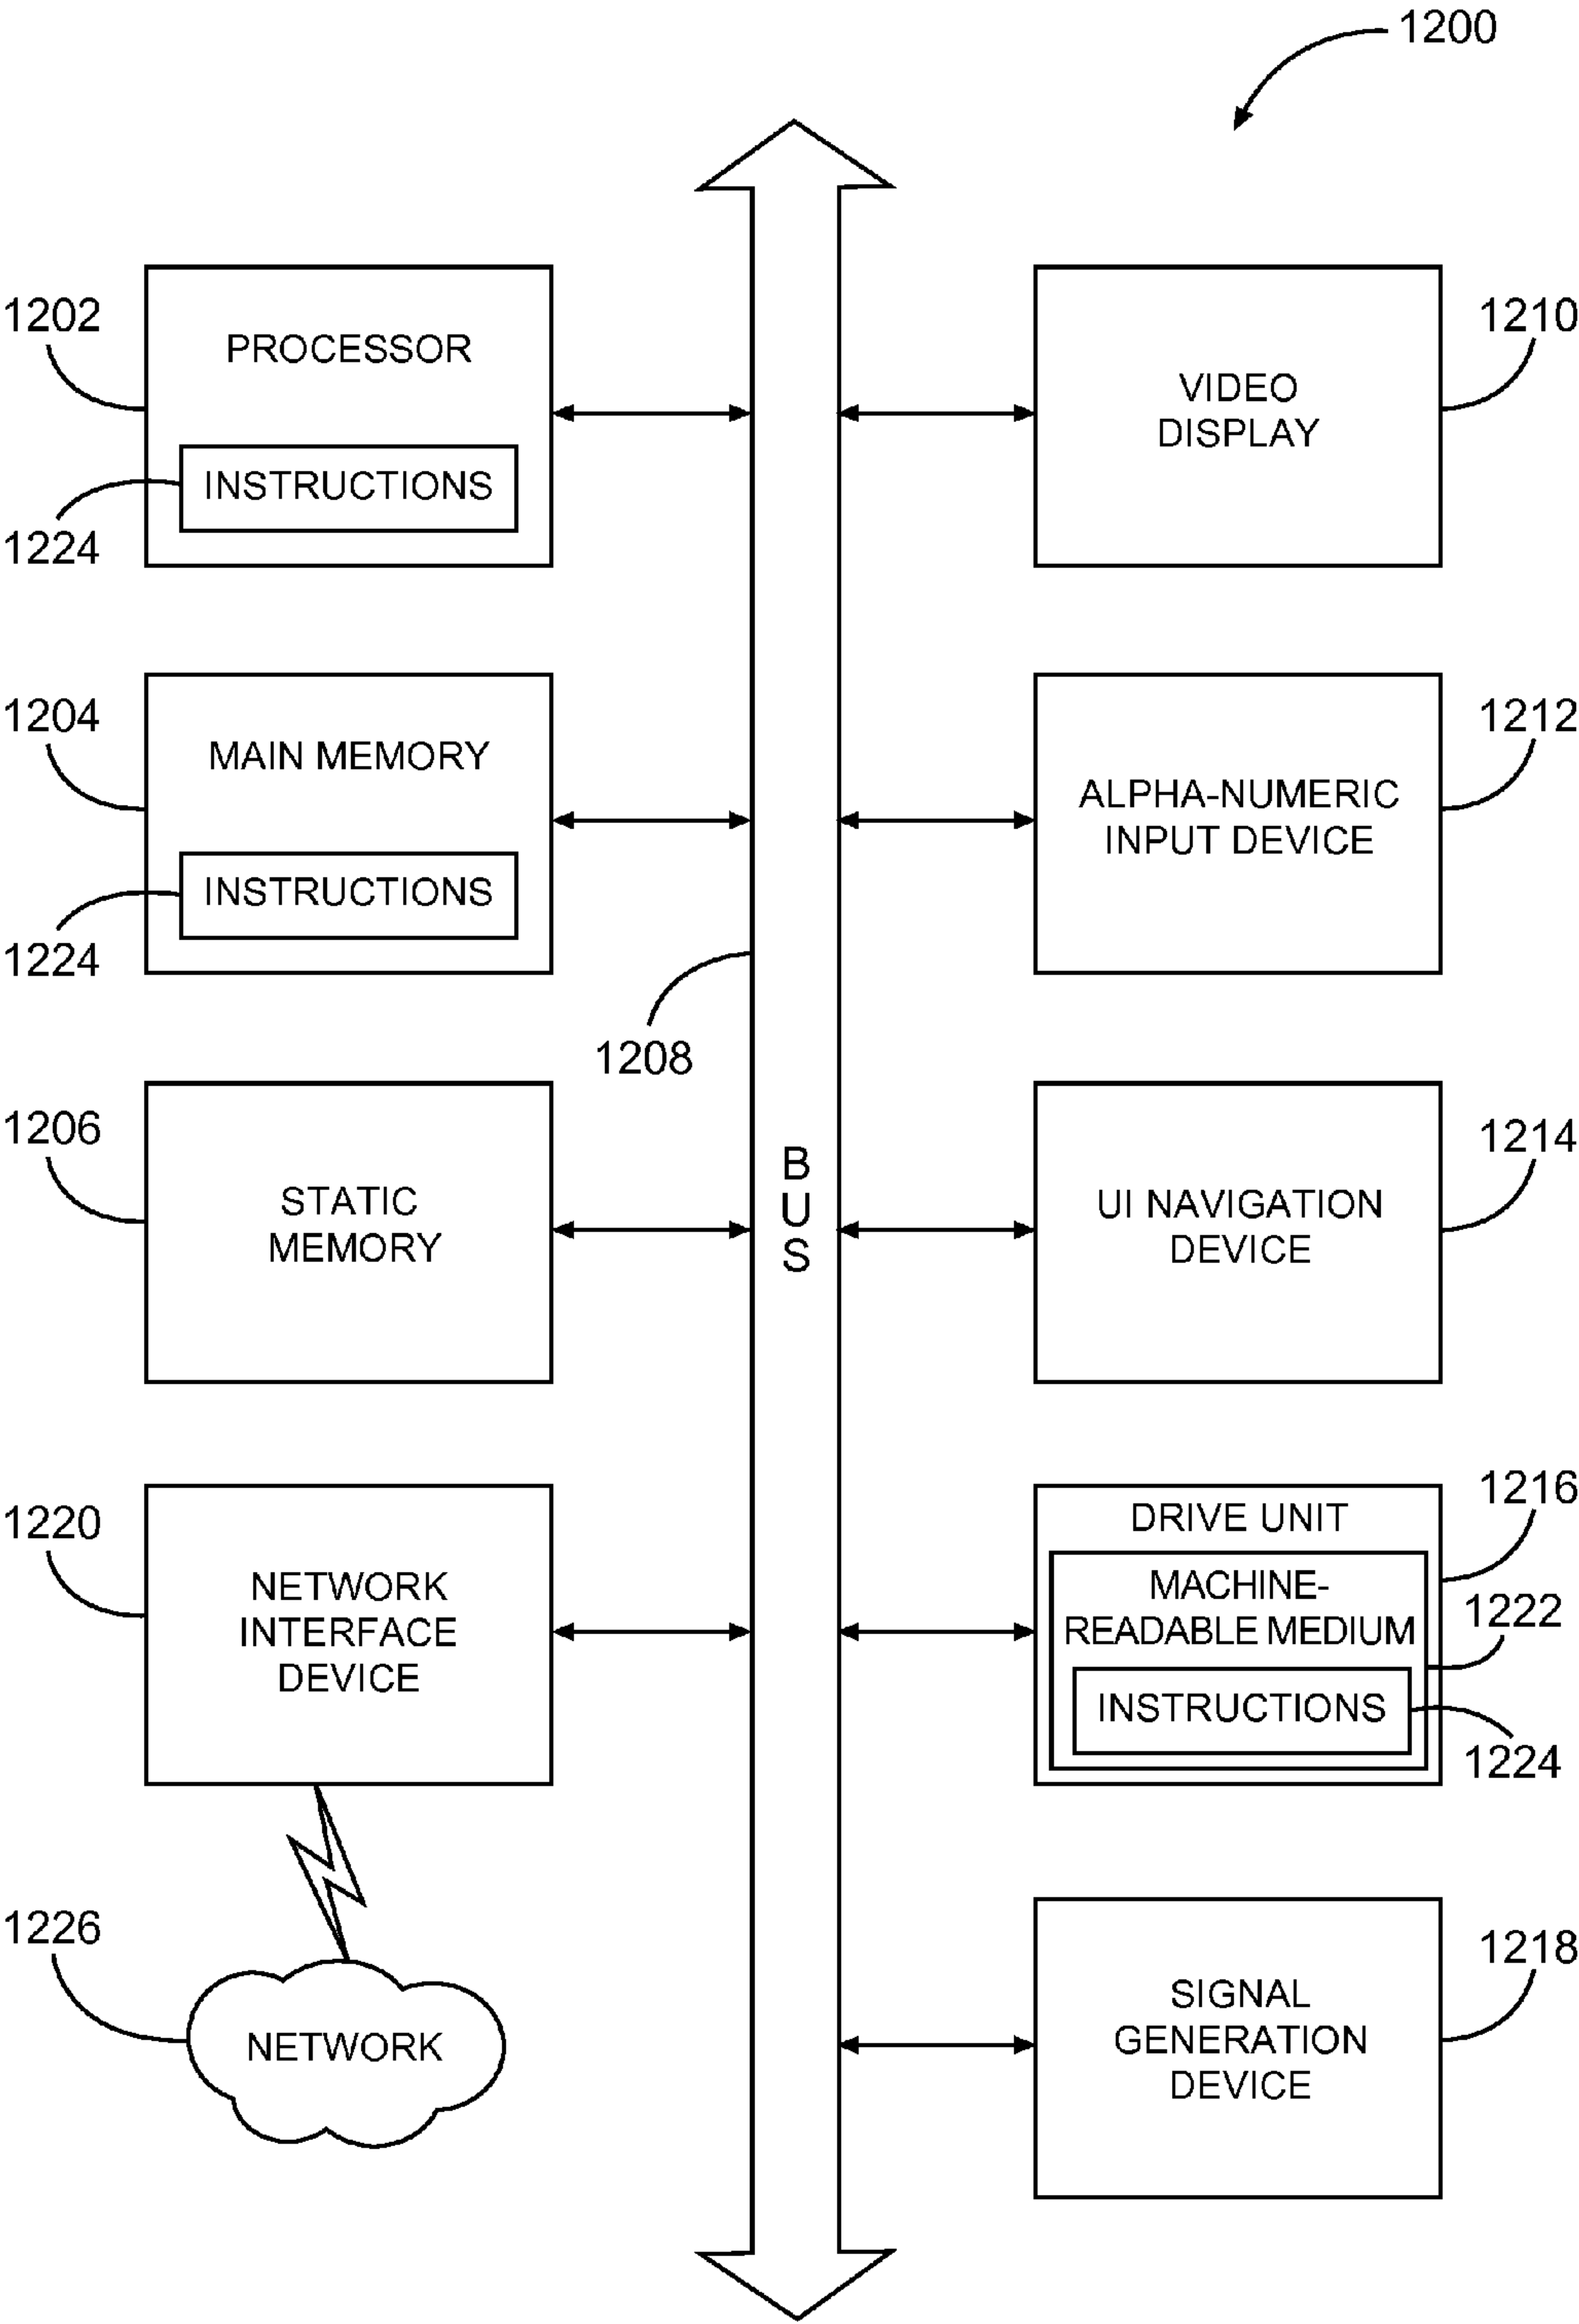 1200
1202
PROCESSOR
INSTRUCTIONS
1224
1204
MAIN MEMORY
INSTRUCTIONS
1224
1208
1206
STATIC
MEMORY
1220
NETWORK
INTERFACE
DEVICE
1226
NETWORK
B
U
S
1210
VIDEO
DISPLAY
1212
ALPHA-NUMERIC
INPUT DEVICE
1214
UI NAVIGATION
DEVICE
1216
DRIVE UNIT
MACHINE-
READABLE MEDIUM
1222
INSTRUCTIONS
1224
1218
SIGNAL
GENERATION
DEVICE